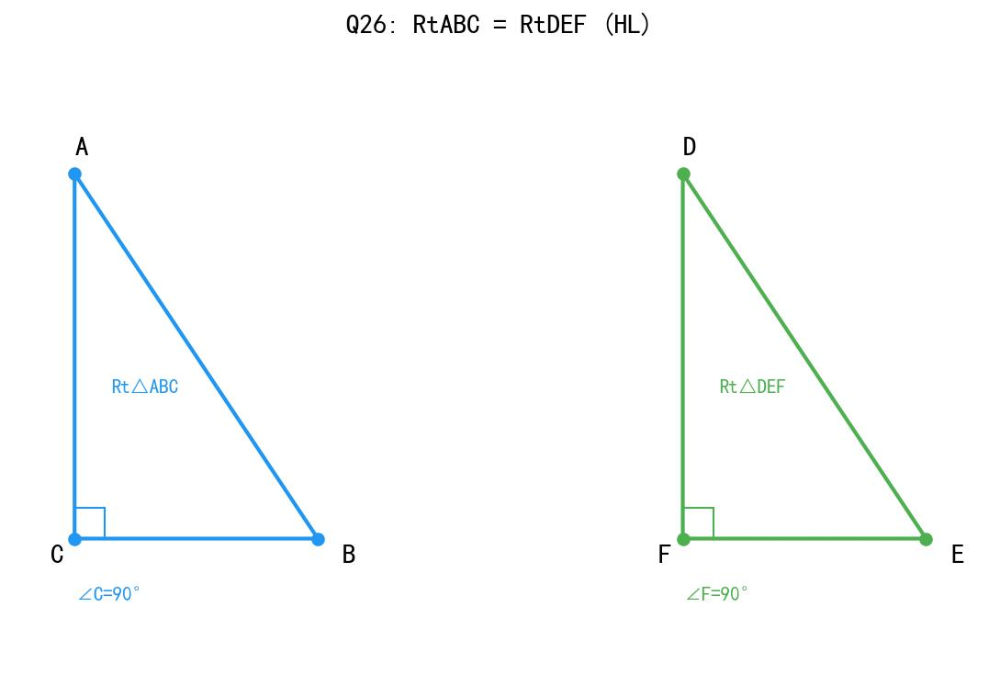 Q26: RtABC = RtDEF (HL)
A
D
Rt△ABC
Rt△DEF
C
B
F
E
∠C=90°
∠F=90°